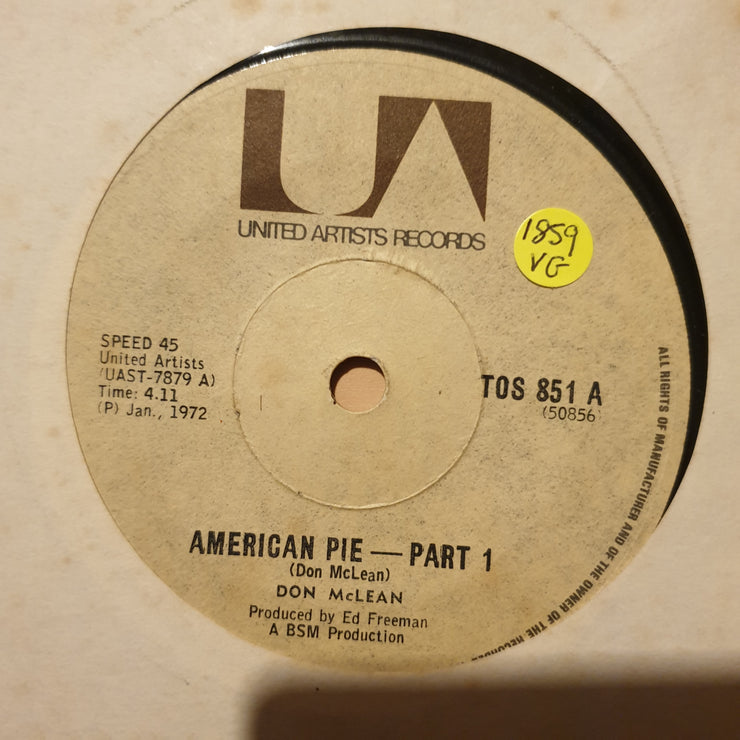 UA
UNITED ARTISTS RECORDS
1859
VG
SPEED 45
United Artists
(UAST-7879 A)
Time: 4.11
(P) Jan., 1972
TOS 851 A
(50856)
AMERICAN PIE — PART 1
(Don McLean)
DON McLEAN
Produced by Ed Freeman
A BSM Production
ALL RIGHTS OF MANUFACTURER AND OF THE OWNER OF THE